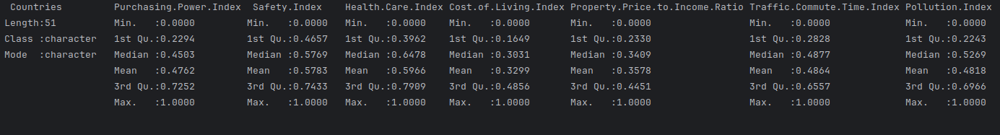 Countries Purchasing.Power.Index Safety.Index Health.Care.Index Cost.of.Living.Index Property.Price.to.Income.Ratio Traffic.Commute.Time.Index Pollution.Index
Length:51 Min. :0.0000 Min. :0.0000 Min. :0.0000 Min. :0.0000 Min. :0.0000 Min. :0.0000 Min. :0.0000
Class :character 1st Qu.:0.2294 1st Qu.:0.4657 1st Qu.:0.3962 1st Qu.:0.1649 1st Qu.:0.2330 1st Qu.:0.2828 1st Qu.:0.2243
Mode :character Median :0.4503 Median :0.5769 Median :0.6478 Median :0.3031 Median :0.3409 Median :0.4877 Median :0.5269
Mean :0.4762 Mean :0.5783 Mean :0.5966 Mean :0.3299 Mean :0.3578 Mean :0.4864 Mean :0.4818
3rd Qu.:0.7252 3rd Qu.:0.7433 3rd Qu.:0.7909 3rd Qu.:0.4856 3rd Qu.:0.4451 3rd Qu.:0.6557 3rd Qu.:0.6966
Max. :1.0000 Max. :1.0000 Max. :1.0000 Max. :1.0000 Max. :1.0000 Max. :1.0000 Max. :1.0000